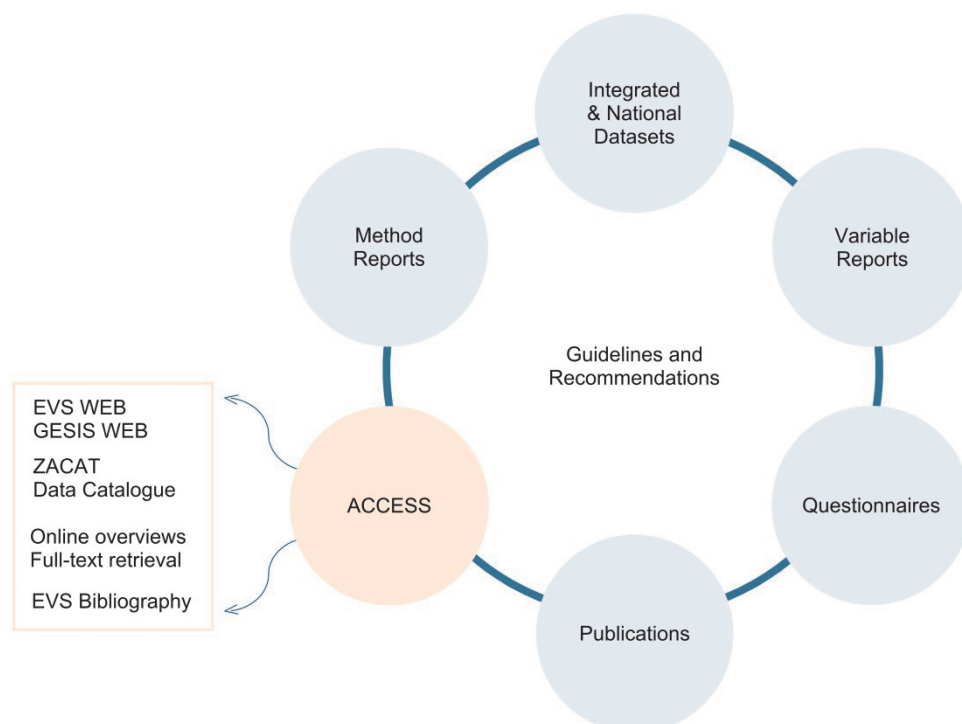 Integrated
& National
Datasets
Method
Reports
Variable
Reports
Guidelines and
Recommendations
EVS WEB
GESIS WEB
ZACAT
Data Catalogue
Online overviews
Full-text retrieval
EVS Bibliography
ACCESS
Questionnaires
Publications